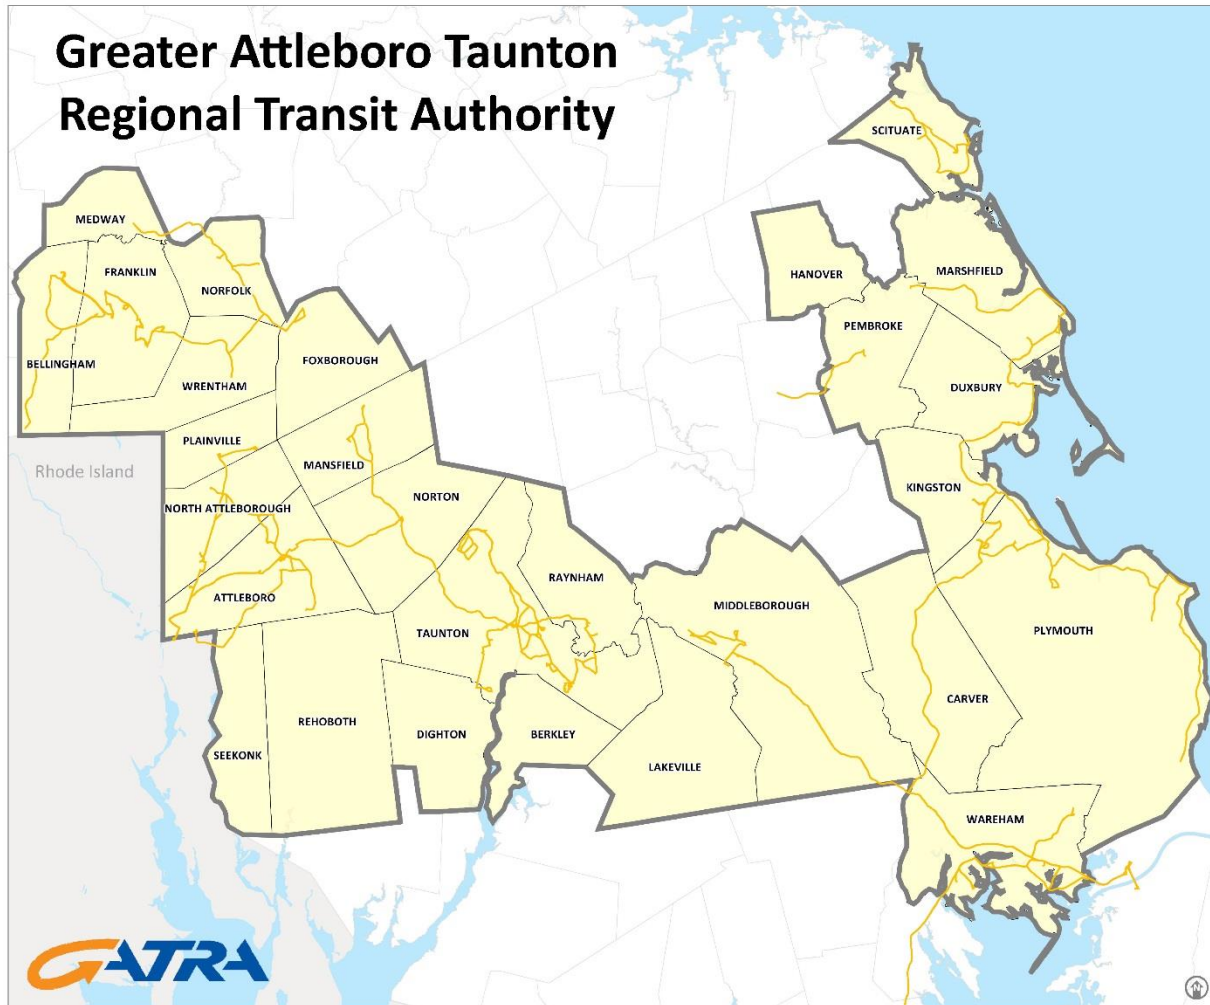 Greater Attleboro Taunton
Regional Transit Authority
SCITUATE
MEDWAY
FRANKLIN
NORFOLK
HANOVER
MARSHFIELD
PEMBROKE
BELLINGHAM
FOXBOROUGH
WRENTHAM
DUXBURY
PLAINVILLE
Rhode Island
MANSFIELD
NORTON
KINGSTON
NORTH ATTLEBOROUGH
RAYNHAM
ATTLEBORO
MIDDLEBOROUGH
TAUNTON
PLYMOUTH
CARVER
REHOBOTH
DIGHTON
BERKLEY
SEEKONK
LAKEVILLE
WAREHAM
GATRA
N